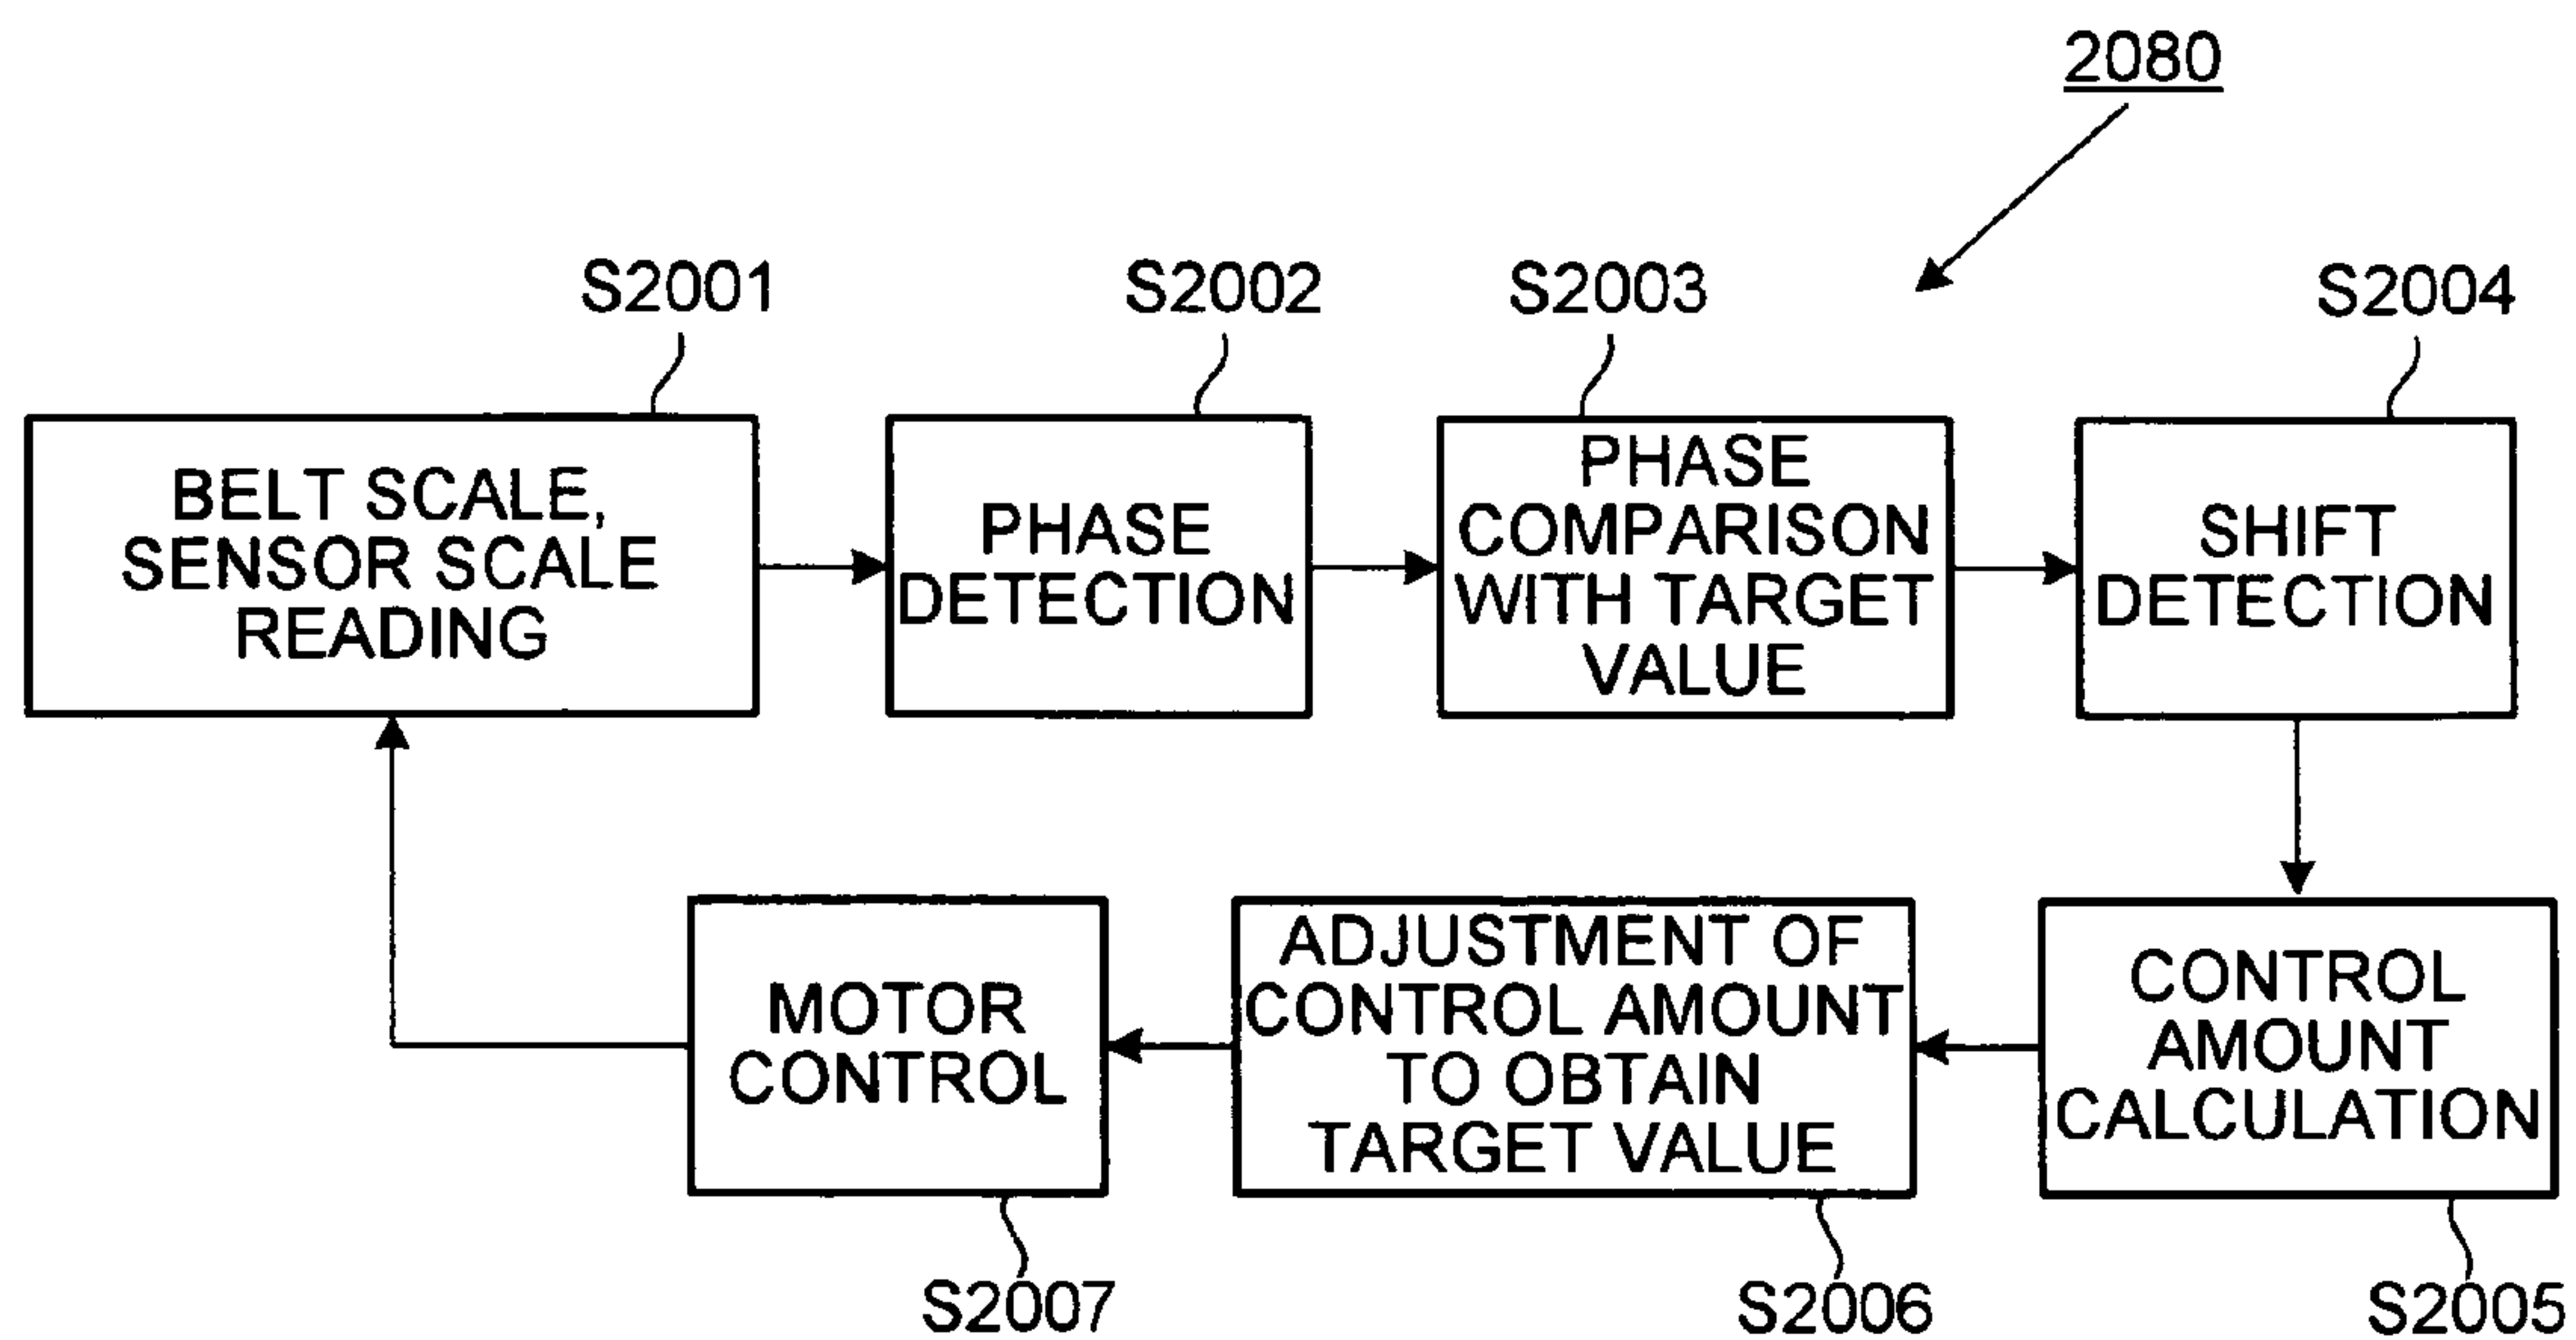 2080
S2001
S2002
S2003
S2004
BELT SCALE,
SENSOR SCALE
READING
PHASE
DETECTION
PHASE
COMPARISON
WITH TARGET
VALUE
SHIFT
DETECTION
MOTOR
CONTROL
ADJUSTMENT OF
CONTROL AMOUNT
TO OBTAIN
TARGET VALUE
CONTROL
AMOUNT
CALCULATION
S2007
S2006
S2005